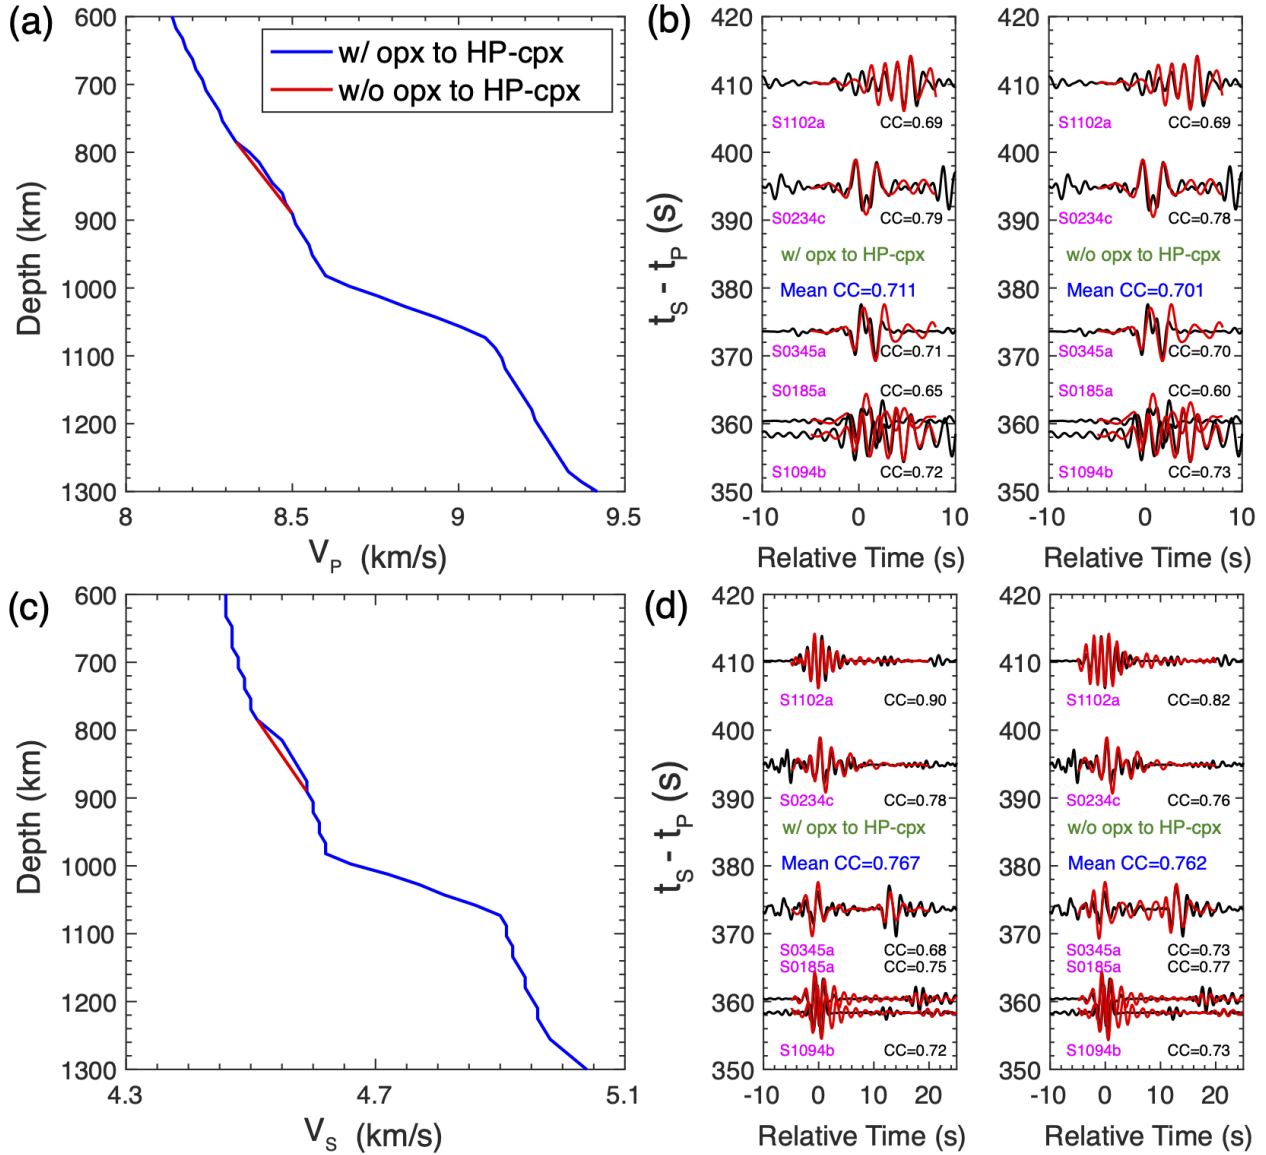 (a)
600
700
800
900
1000
1100
1200
1300
Depth (km)
w/ opx to HP-cpx
w/o opx to HP-cpx
8
8.5
9
9.5
VP (km/s)
(b)
420
410
400
390
380
370
360
350
tS - tP (s)
S1102a
CC=0.69
S0234c
CC=0.79
w/ opx to HP-cpx
Mean CC=0.711
S0345a
CC=0.71
S0185a
CC=0.65
S1094b
CC=0.72
-10
0
10
Relative Time (s)
420
410
400
390
380
370
360
350
S1102a
CC=0.69
S0234c
CC=0.78
w/o opx to HP-cpx
Mean CC=0.701
S0345a
CC=0.70
S0185a
CC=0.60
S1094b
CC=0.73
-10
0
10
Relative Time (s)
(c)
600
700
800
900
1000
1100
1200
1300
Depth (km)
4.3
4.7
5.1
VS (km/s)
(d)
420
410
400
390
380
370
360
350
tS - tP (s)
S1102a
CC=0.90
S0234c
CC=0.78
w/ opx to HP-cpx
Mean CC=0.767
S0345a
CC=0.68
S0185a
CC=0.75
S1094b
CC=0.72
-10
0
10
20
Relative Time (s)
420
410
400
390
380
370
360
350
S1102a
CC=0.82
S0234c
CC=0.76
w/o opx to HP-cpx
Mean CC=0.762
S0345a
CC=0.73
S0185a
CC=0.77
S1094b
CC=0.73
-10
0
10
20
Relative Time (s)